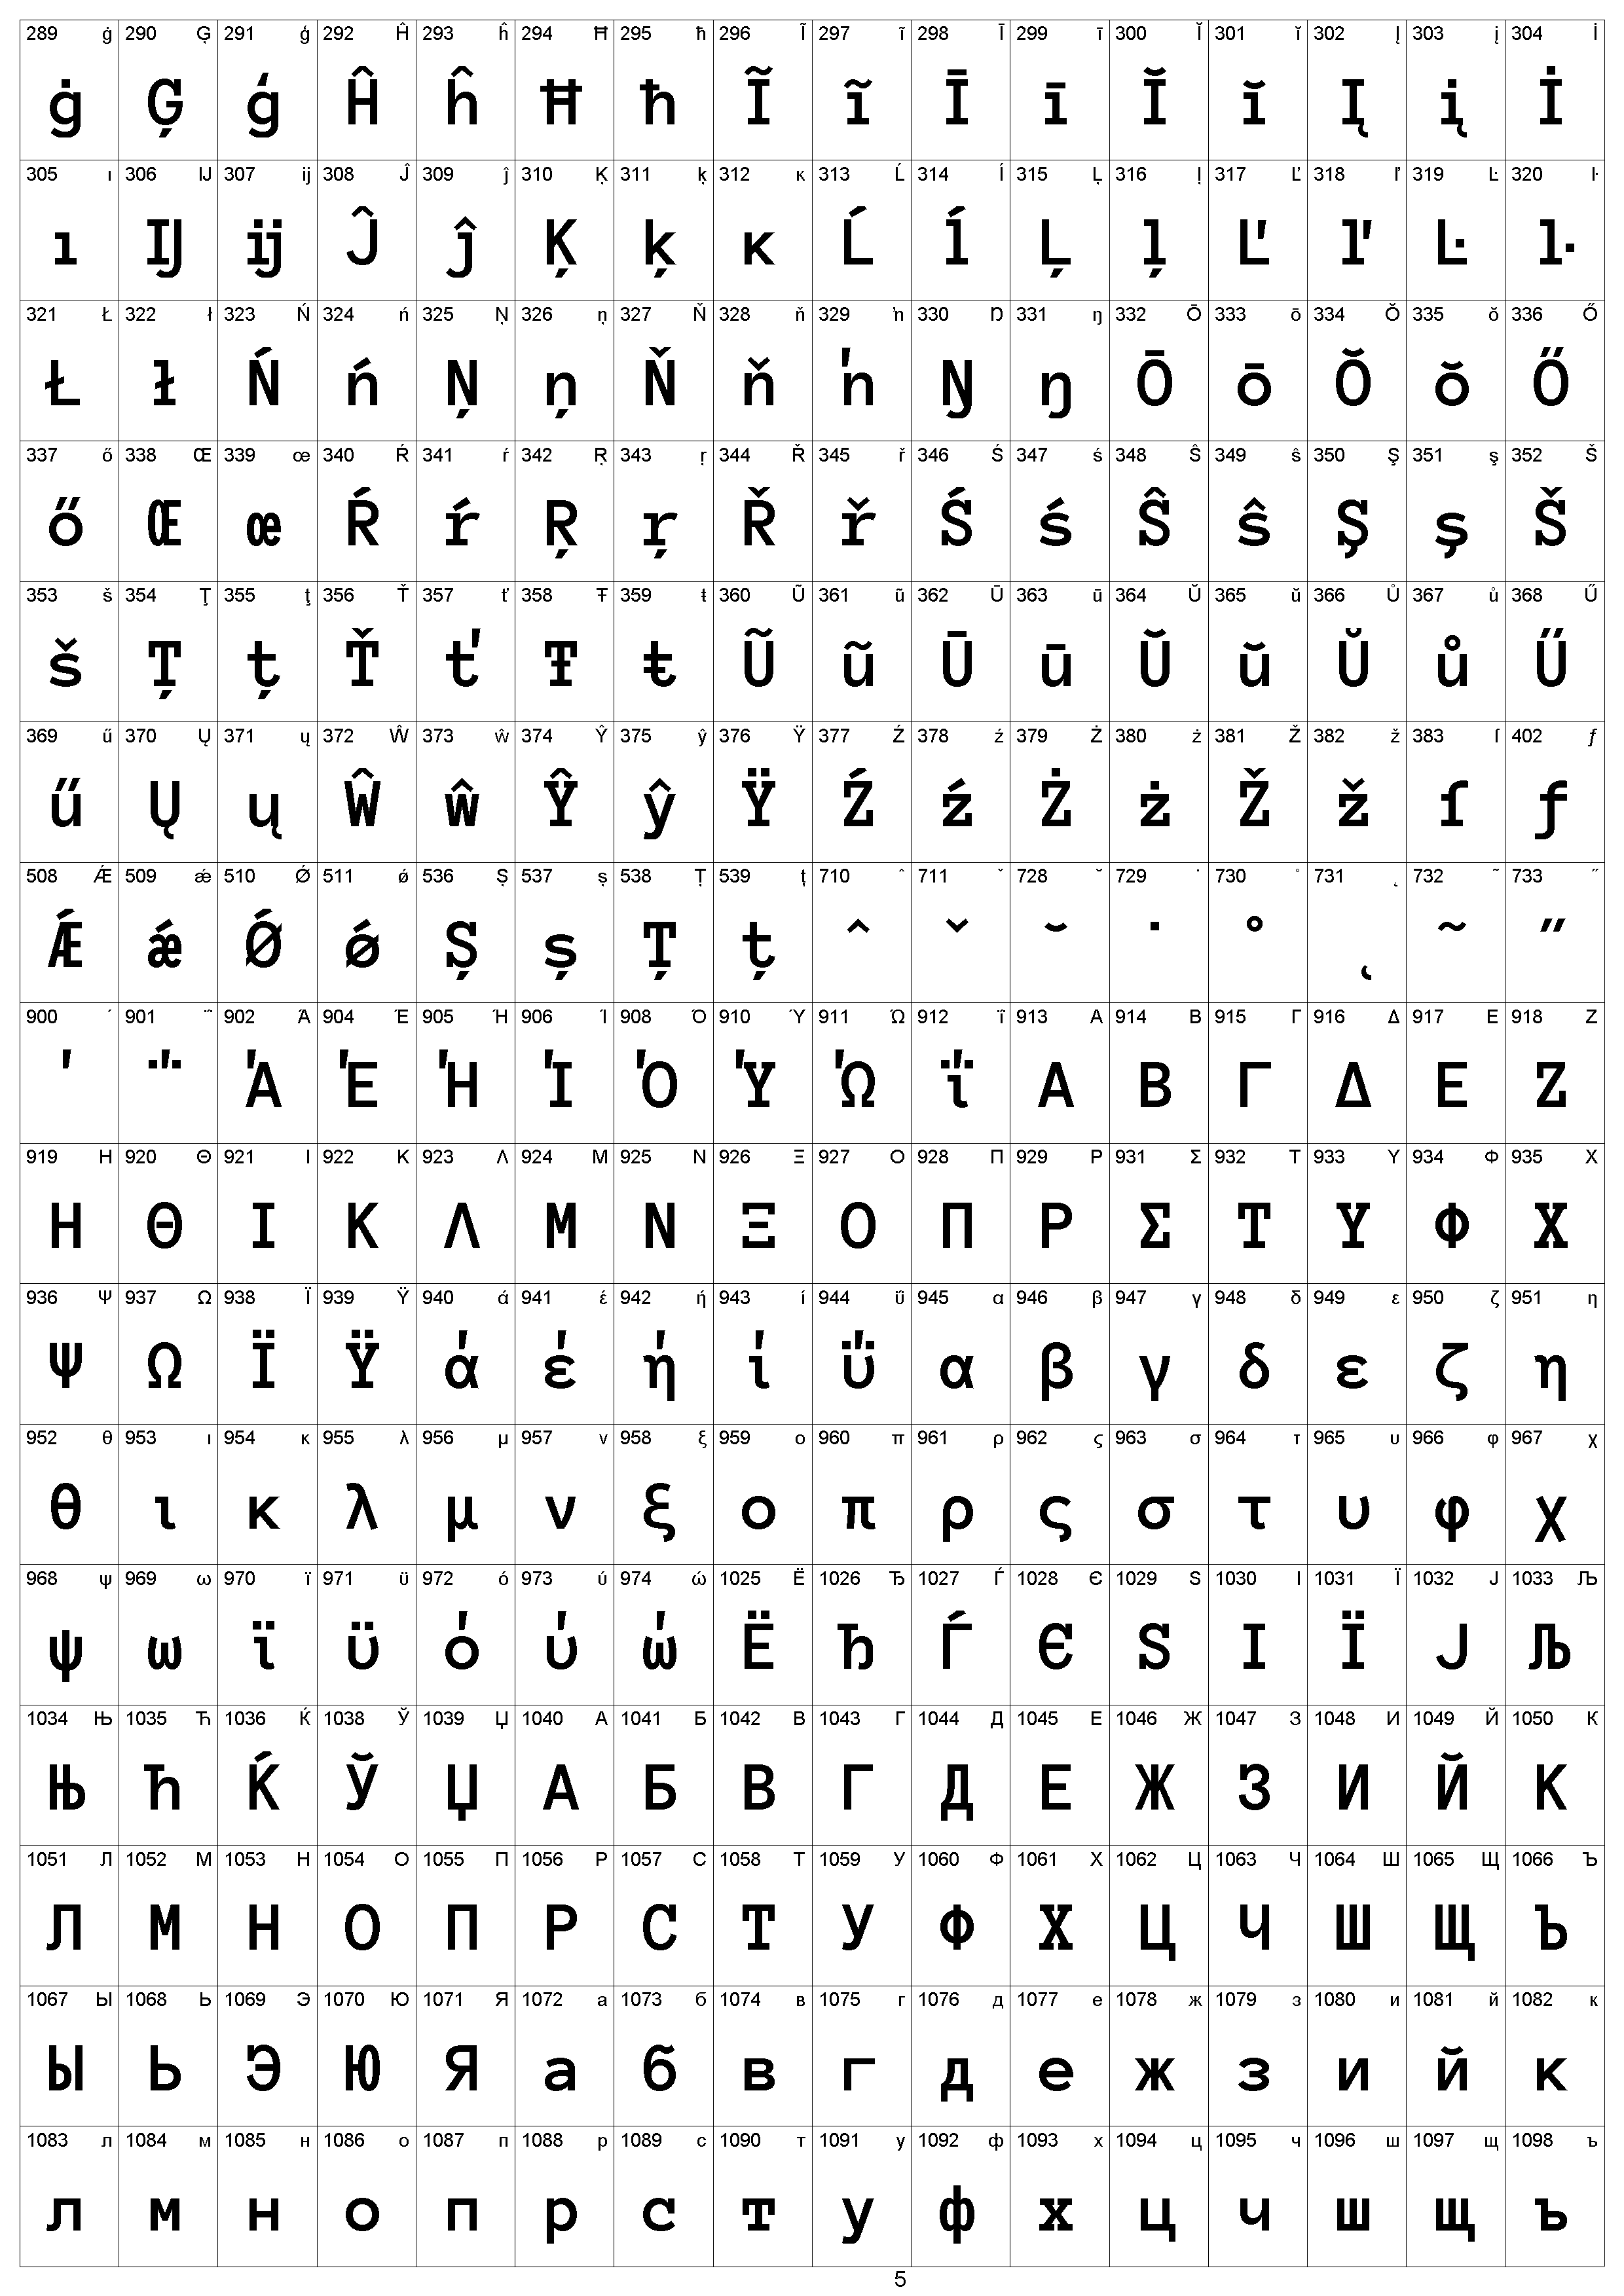 289 ġ 290 Ģ 291 ģ 292 Ĥ 293 ĥ 294 Ħ 295 ħ 296 Ĩ 297 ĩ 298 Ī 299 ī 300 Ĭ 301 ĭ 302 Į 303 į 304 İ
ġ Ģ ģ Ĥ ĥ Ħ ħ Ĩ ĩ Ī ī Ĭ ĭ Į į İ
305 ı 306 Ĳ 307 ĳ 308 Ĵ 309 ĵ 310 Ķ 311 ķ 312 ĸ 313 Ĺ 314 ĺ 315 Ļ 316 ļ 317 Ľ 318 ľ 319 Ŀ 320 ŀ
ı Ĳ ĳ Ĵ ĵ Ķ ķ ĸ Ĺ ĺ Ļ ļ Ľ ľ Ŀ ŀ
321 Ł 322 ł 323 Ń 324 ń 325 Ņ 326 ņ 327 Ň 328 ň 329 ŉ 330 Ŋ 331 ŋ 332 Ō 333 ō 334 Ŏ 335 ŏ 336 Ő
Ł ł Ń ń Ņ ņ Ň ň ŉ Ŋ ŋ Ō ō Ŏ ŏ Ő
337 ő 338 Œ 339 œ 340 Ŕ 341 ŕ 342 Ŗ 343 ŗ 344 Ř 345 ř 346 Ś 347 ś 348 Ŝ 349 ŝ 350 Ş 351 ş 352 Š
ő Œ œ Ŕ ŕ Ŗ ŗ Ř ř Ś ś Ŝ ŝ Ş ş Š
353 š 354 Ţ 355 ţ 356 Ť 357 ť 358 Ŧ 359 ŧ 360 Ũ 361 ũ 362 Ū 363 ū 364 Ŭ 365 ŭ 366 Ů 367 ů 368 Ű
š Ţ ţ Ť ť Ŧ ŧ Ũ ũ Ū ū Ŭ ŭ Ŭ ů Ű
369 ű 370 Ų 371 ų 372 Ŵ 373 ŵ 374 Ŷ 375 ŷ 376 Ÿ 377 Ź 378 ź 379 Ż 380 ż 381 Ž 382 ž 383 ſ 402 ƒ
ű Ų ų Ŵ ŵ Ŷ ŷ Ÿ Ź ź Ż ż Ž ž ſ ƒ
508 Ǽ 509 ǽ 510 Ǿ 511 ǿ 536 Ș 537 ș 538 Ț 539 ț 710 ˆ 711 ˇ 728 ˘ 729 ˙ 730 ˚ 731 ˛ 732 ˜ 733 ˝
Ǽ ǽ Ǿ ǿ Ș ș Ț ț ˆ ˇ ˘ ˙ ˚ ˛ ˜ ˝
900 ΄ 901 ΅ 902 Ά 904 Έ 905 Ή 906 Ί 908 Ό 910 Ύ 911 Ώ 912 ΐ 913 Α 914 Β 915 Γ 916 Δ 917 Ε 918 Ζ
΄ ΅ Ά Έ Ή Ί Ό Ύ Ώ ΐ Α Β Γ Δ Ε Ζ
919 Η 920 Θ 921 Ι 922 Κ 923 Λ 924 Μ 925 Ν 926 Ξ 927 Ο 928 Π 929 Ρ 931 Σ 932 Τ 933 Υ 934 Φ 935 Χ
Η Θ Ι Κ Λ Μ Ν Ξ Ο Π Ρ Σ Τ Υ Φ Χ
936 Ψ 937 Ω 938 Ϊ 939 Ϋ 940 ά 941 έ 942 ή 943 ί 944 ΰ 945 α 946 β 947 γ 948 δ 949 ε 950 ζ 951 η
Ψ Ω Ϊ Ϋ ά έ ή ί ΰ α β γ δ ε ζ η
952 θ 953 ι 954 κ 955 λ 956 μ 957 ν 958 ξ 959 ο 960 π 961 ρ 962 ς 963 σ 964 τ 965 υ 966 φ 967 χ
θ ι κ λ μ ν ξ ο π ρ ς σ τ υ φ χ
968 ψ 969 ω 970 ϊ 971 ϋ 972 ό 973 ύ 974 ώ 1025 Ё 1026 Ђ 1027 Ѓ 1028 Є 1029 Ѕ 1030 І 1031 Ї 1032 Ј 1033 Љ
ψ ω ϊ ϋ ό ύ ώ Ё Ђ Ѓ Є Ѕ І Ї Ј Љ
1034 Њ 1035 Ћ 1036 Ќ 1038 Ў 1039 Џ 1040 А 1041 Б 1042 В 1043 Г 1044 Д 1045 Е 1046 Ж 1047 З 1048 И 1049 Й 1050 К
Њ Ћ Ќ Ў Џ А Б В Г Д Е Ж З И Й К
1051 Л 1052 М 1053 Н 1054 О 1055 П 1056 Р 1057 С 1058 Т 1059 У 1060 Ф 1061 Х 1062 Ц 1063 Ч 1064 Ш 1065 Щ 1066 Ъ
Л М Н О П Р С Т У Ф Х Ц Ч Ш Щ Ъ
1067 Ы 1068 Ь 1069 Э 1070 Ю 1071 Я 1072 а 1073 б 1074 в 1075 г 1076 д 1077 е 1078 ж 1079 з 1080 и 1081 й 1082 к
Ы Ь Э Ю Я а б в г д е ж з и й к
1083 л 1084 м 1085 н 1086 о 1087 п 1088 р 1089 с 1090 т 1091 у 1092 ф 1093 х 1094 ц 1095 ч 1096 ш 1097 щ 1098 ъ
л м н о п р с т у ф х ц ч ш щ ъ
5